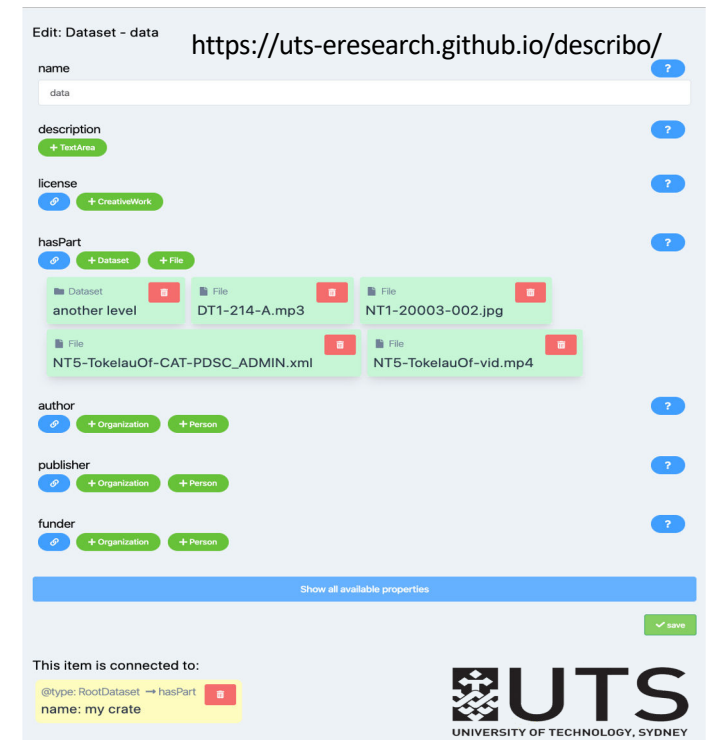 Edit: Dataset - data
https://uts-eresearch.github.io/describo/
name
?
data
description
?
+ TextArea
license
?
+ CreativeWork
hasPart
?
+ Dataset + File
Dataset File File
another level DT1-214-A.mp3 NT1-20003-002.jpg
File File
NT5-TokelauOf-CAT-PDSC_ADMIN.xml NT5-TokelauOf-vid.mp4
author
?
+ Organization + Person
publisher
?
+ Organization + Person
funder
?
+ Organization + Person
Show all available properties
save
This item is connected to:
@type: RootDataset → hasPart
name: my crate
UTS
UNIVERSITY OF TECHNOLOGY, SYDNEY